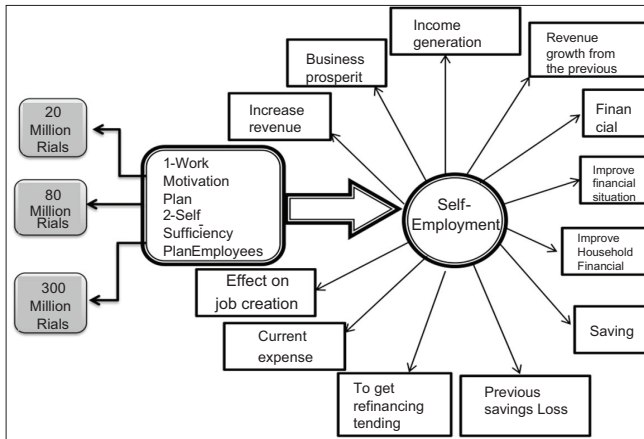 20
Million
Rials
80
Million
Rials
300
Million
Rials
1-Work
Motivation
Plan
2-Self
Sufficiency
PlanEmployees
Self-
Employment
Increase
revenue
Business
prosperit
Income
generation
Revenue
growth from
the previous
Finan
cial
Improve
financial
situation
Improve
Household
Financial
Saving
Previous
savings Loss
To get
refinancing
tending
Current
expense
Effect on
job creation